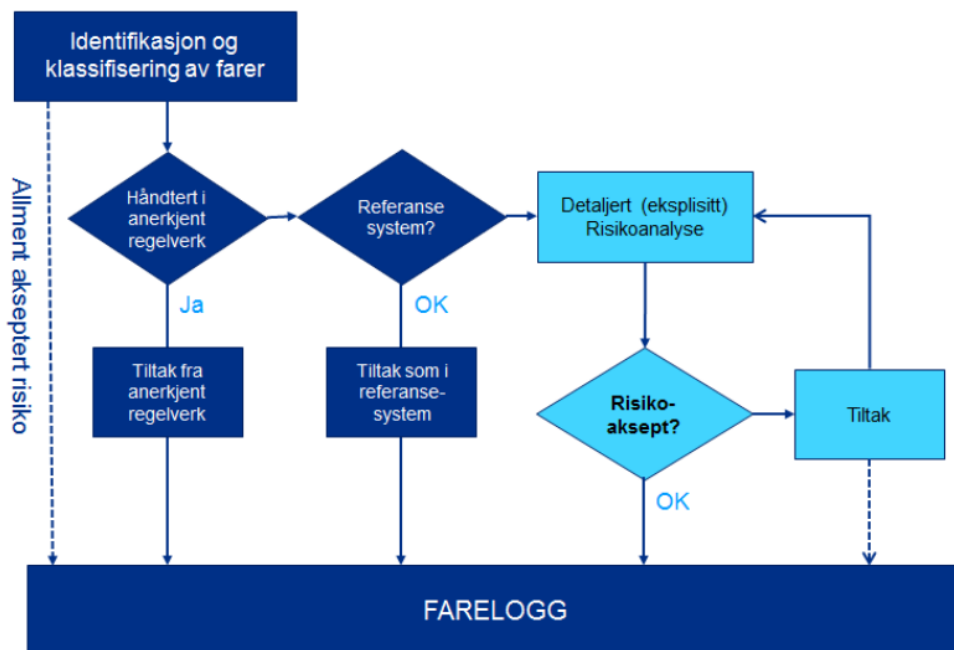 Identifikasjon og
klassifisering av farer
Allment akseptert risiko
Håndtert i
anerkjent
regelverk
Referanse
system?
Detaljert (eksplisitt)
Risikoanalyse
Ja
OK
Tiltak fra
anerkjent
regelverk
Tiltak som i
referanse-
system
Risiko-
aksept?
Tiltak
OK
FARELOGG